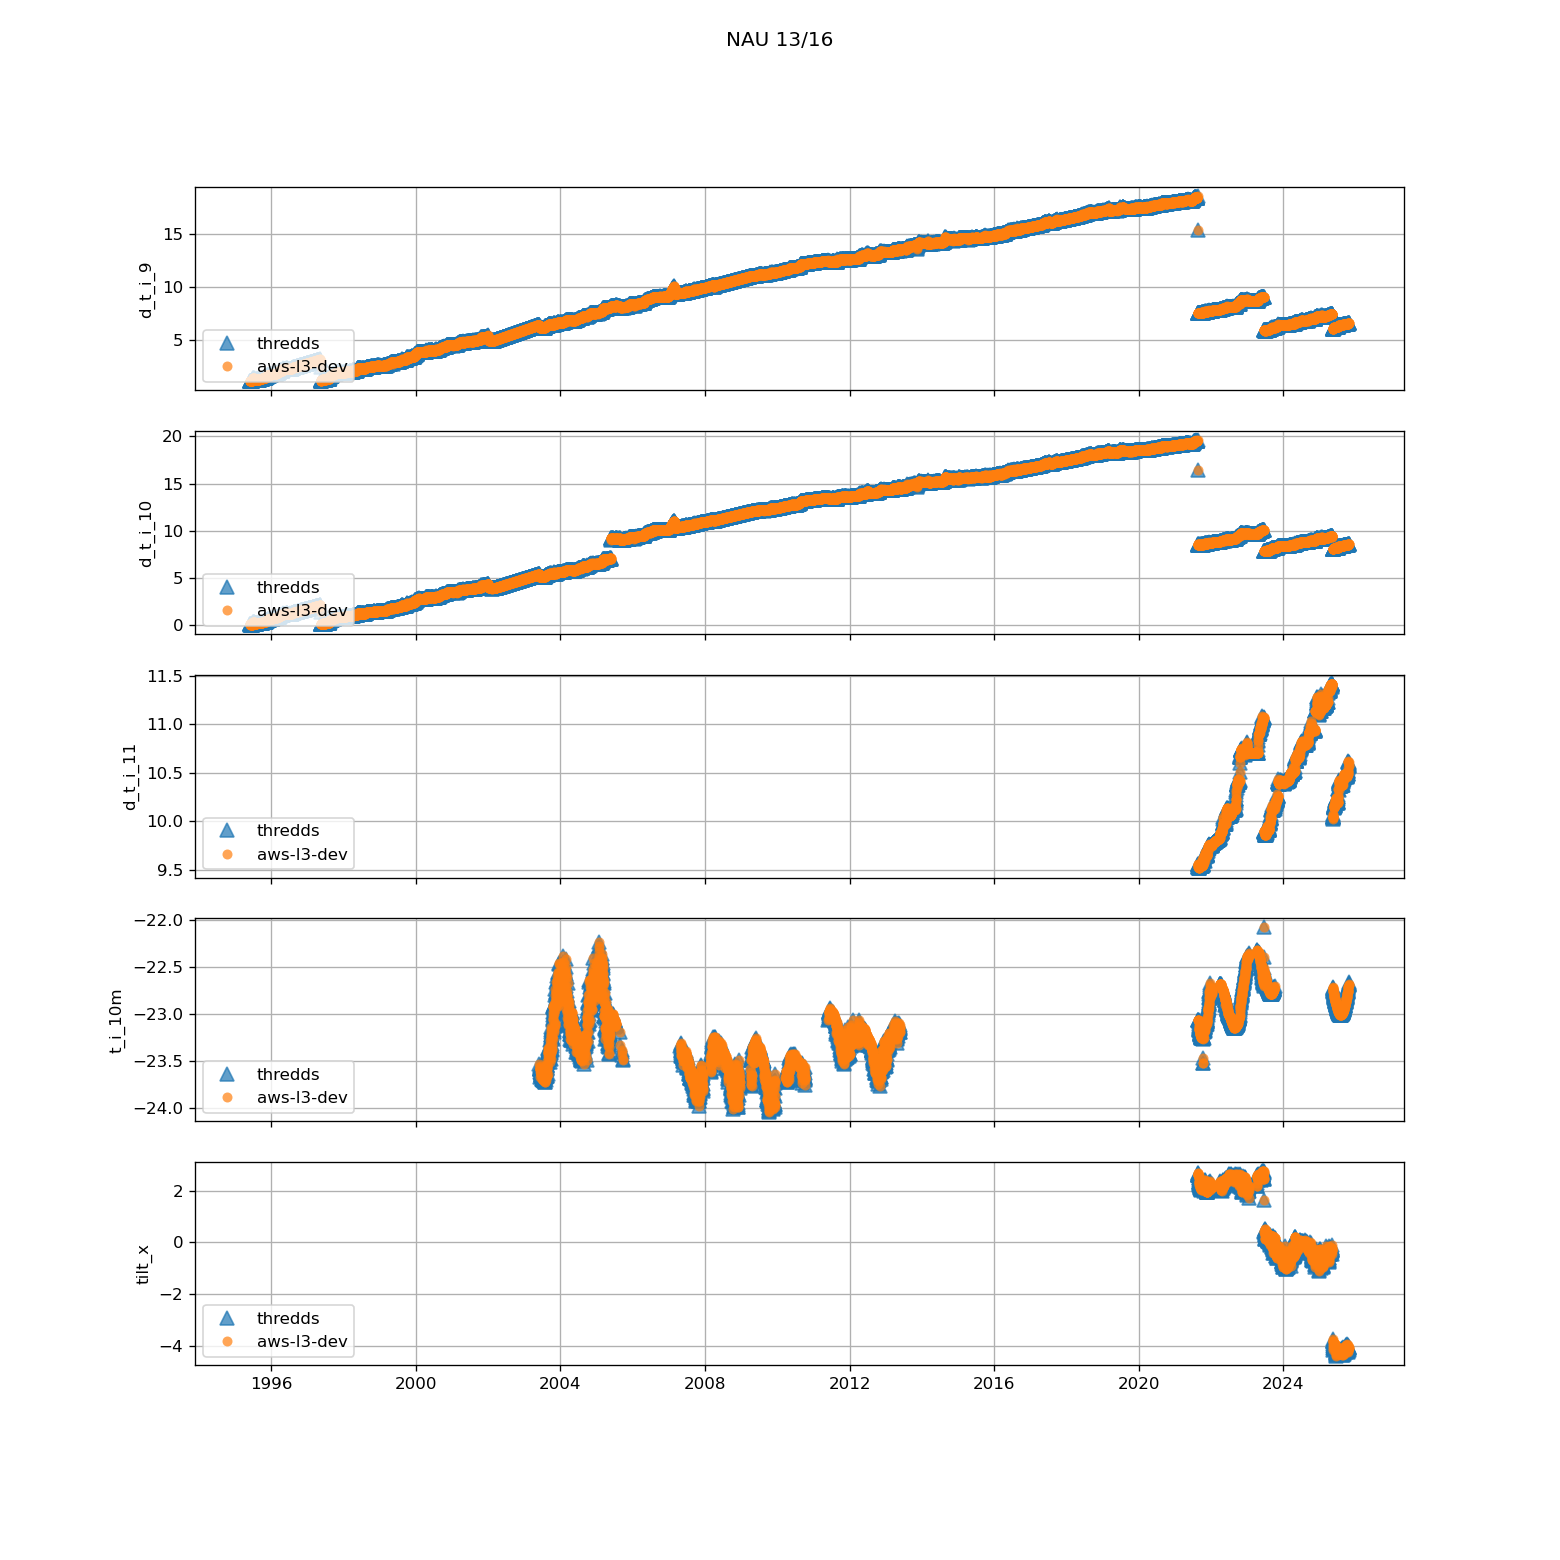 NAU 13/16
15
10
5
d_t_i_9
thredds
aws-l3-dev
20
15
10
5
0
d_t_i_10
thredds
aws-l3-dev
11.5
11.0
10.5
10.0
9.5
d_t_i_11
thredds
aws-l3-dev
−22.0
−22.5
−23.0
−23.5
−24.0
t_i_10m
thredds
aws-l3-dev
2
0
−2
−4
tilt_x
thredds
aws-l3-dev
1996 2000 2004 2008 2012 2016 2020 2024